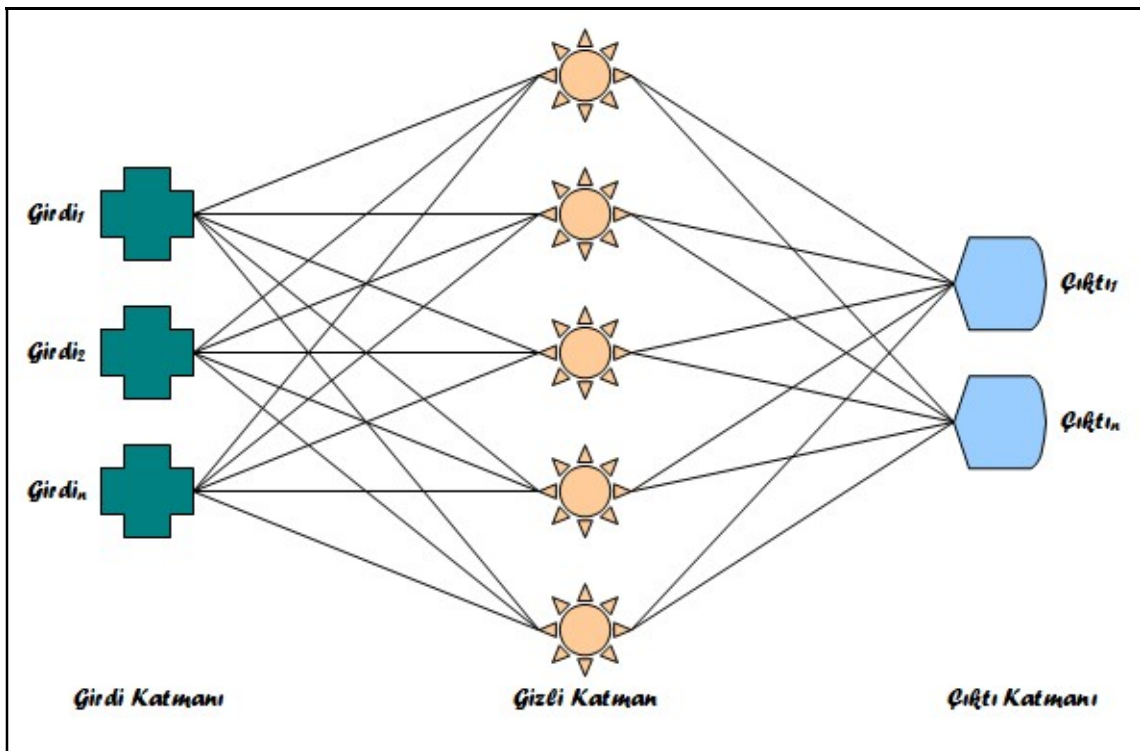 Girdi₁
Çıktı₁
Girdi₂
Çıktıₙ
Girdiₙ
Girdi Katmanı Gizli Katman Çıktı Katmanı